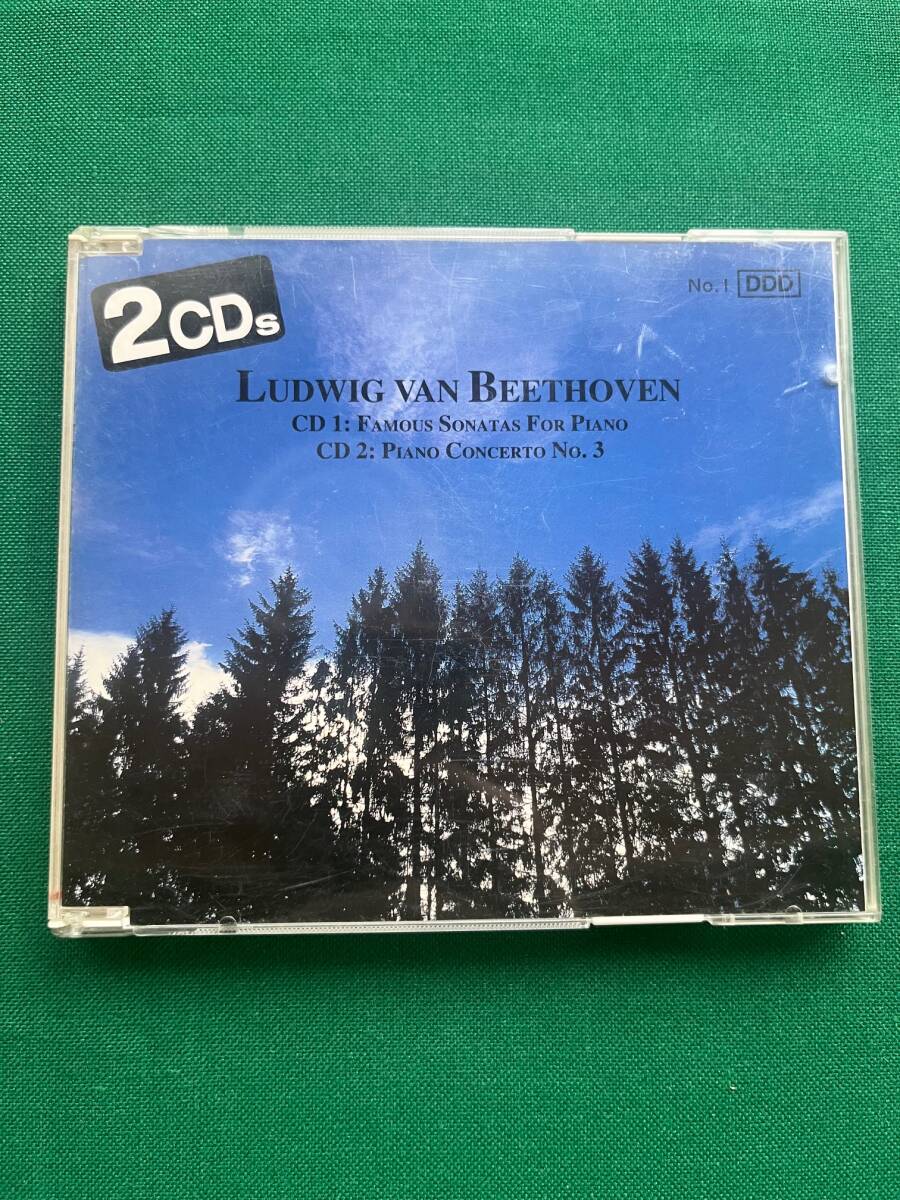 2CDs
No.1 DDD
LUDWIG VAN BEETHOVEN
CD 1: FAMOUS SONATAS FOR PIANO
CD 2: PIANO CONCERTO NO. 3